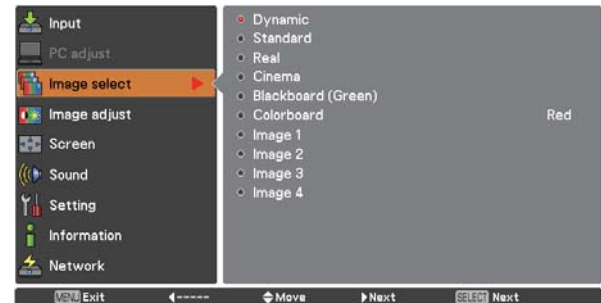 Input
PC adjust
Image select
Image adjust
Screen
Sound
Setting
Information
Network
Dynamic
Standard
Real
Cinema
Blackboard (Green)
Colorboard Red
Image 1
Image 2
Image 3
Image 4
MENU Exit ◀----- Move ▶Next SELECT Next